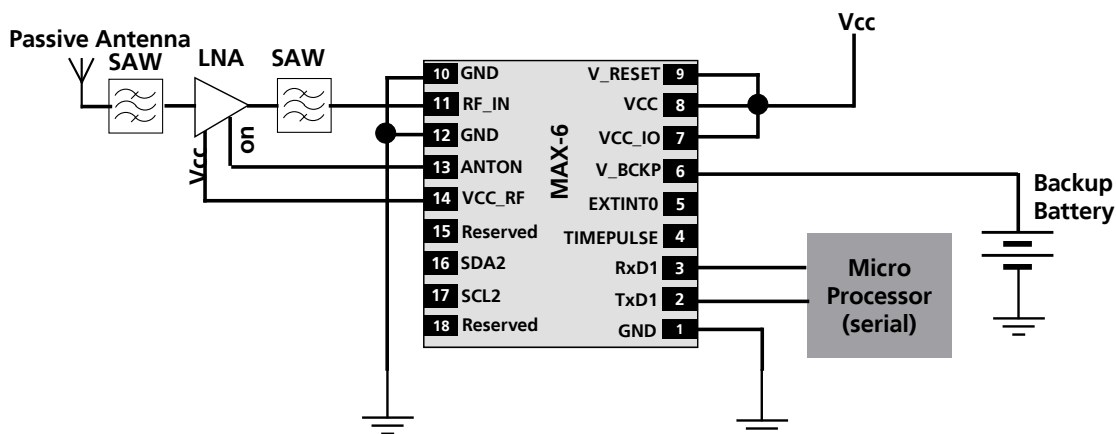 Passive Antenna
SAW
LNA
SAW
Vcc
on
Vcc
MAX-6
10 GND
11 RF_IN
12 GND
13 ANTON
14 VCC_RF
15 Reserved
16 SDA2
17 SCL2
18 Reserved
V_RESET 9
VCC 8
VCC_IO 7
V_BCKP 6
EXTINT0 5
TIMEPULSE 4
RxD1 3
TxD1 2
GND 1
Backup
Battery
Micro
Processor
(serial)